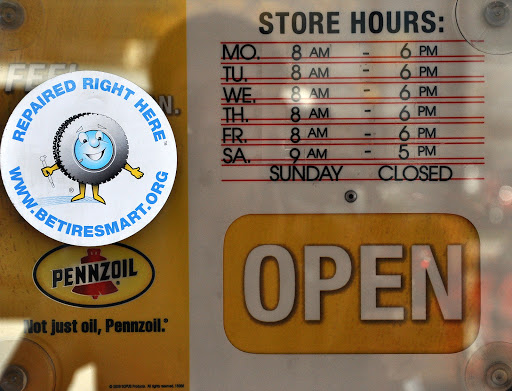 STORE HOURS:
MO. 8 AM - 6 PM
TU. 8 AM - 6 PM
WE. 8 AM - 6 PM
TH. 8 AM - 6 PM
FR. 8 AM - 6 PM
SA. 9 AM - 5 PM
SUNDAY CLOSED
OPEN
REPAIRED RIGHT HERE™
WWW.BETIRESMART.ORG
PENNZOIL
Not just oil, Pennzoil.®